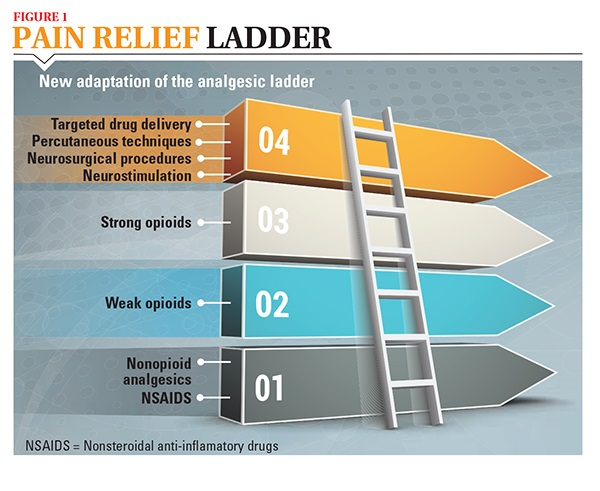 FIGURE 1
PAIN RELIEF LADDER
New adaptation of the analgesic ladder
Targeted drug delivery
Percutaneous techniques
Neurosurgical procedures
Neurostimulation
04
Strong opioids
03
Weak opioids
02
Nonopioid
analgesics
NSAIDS
01
NSAIDS = Nonsteroidal anti-inflamatory drugs